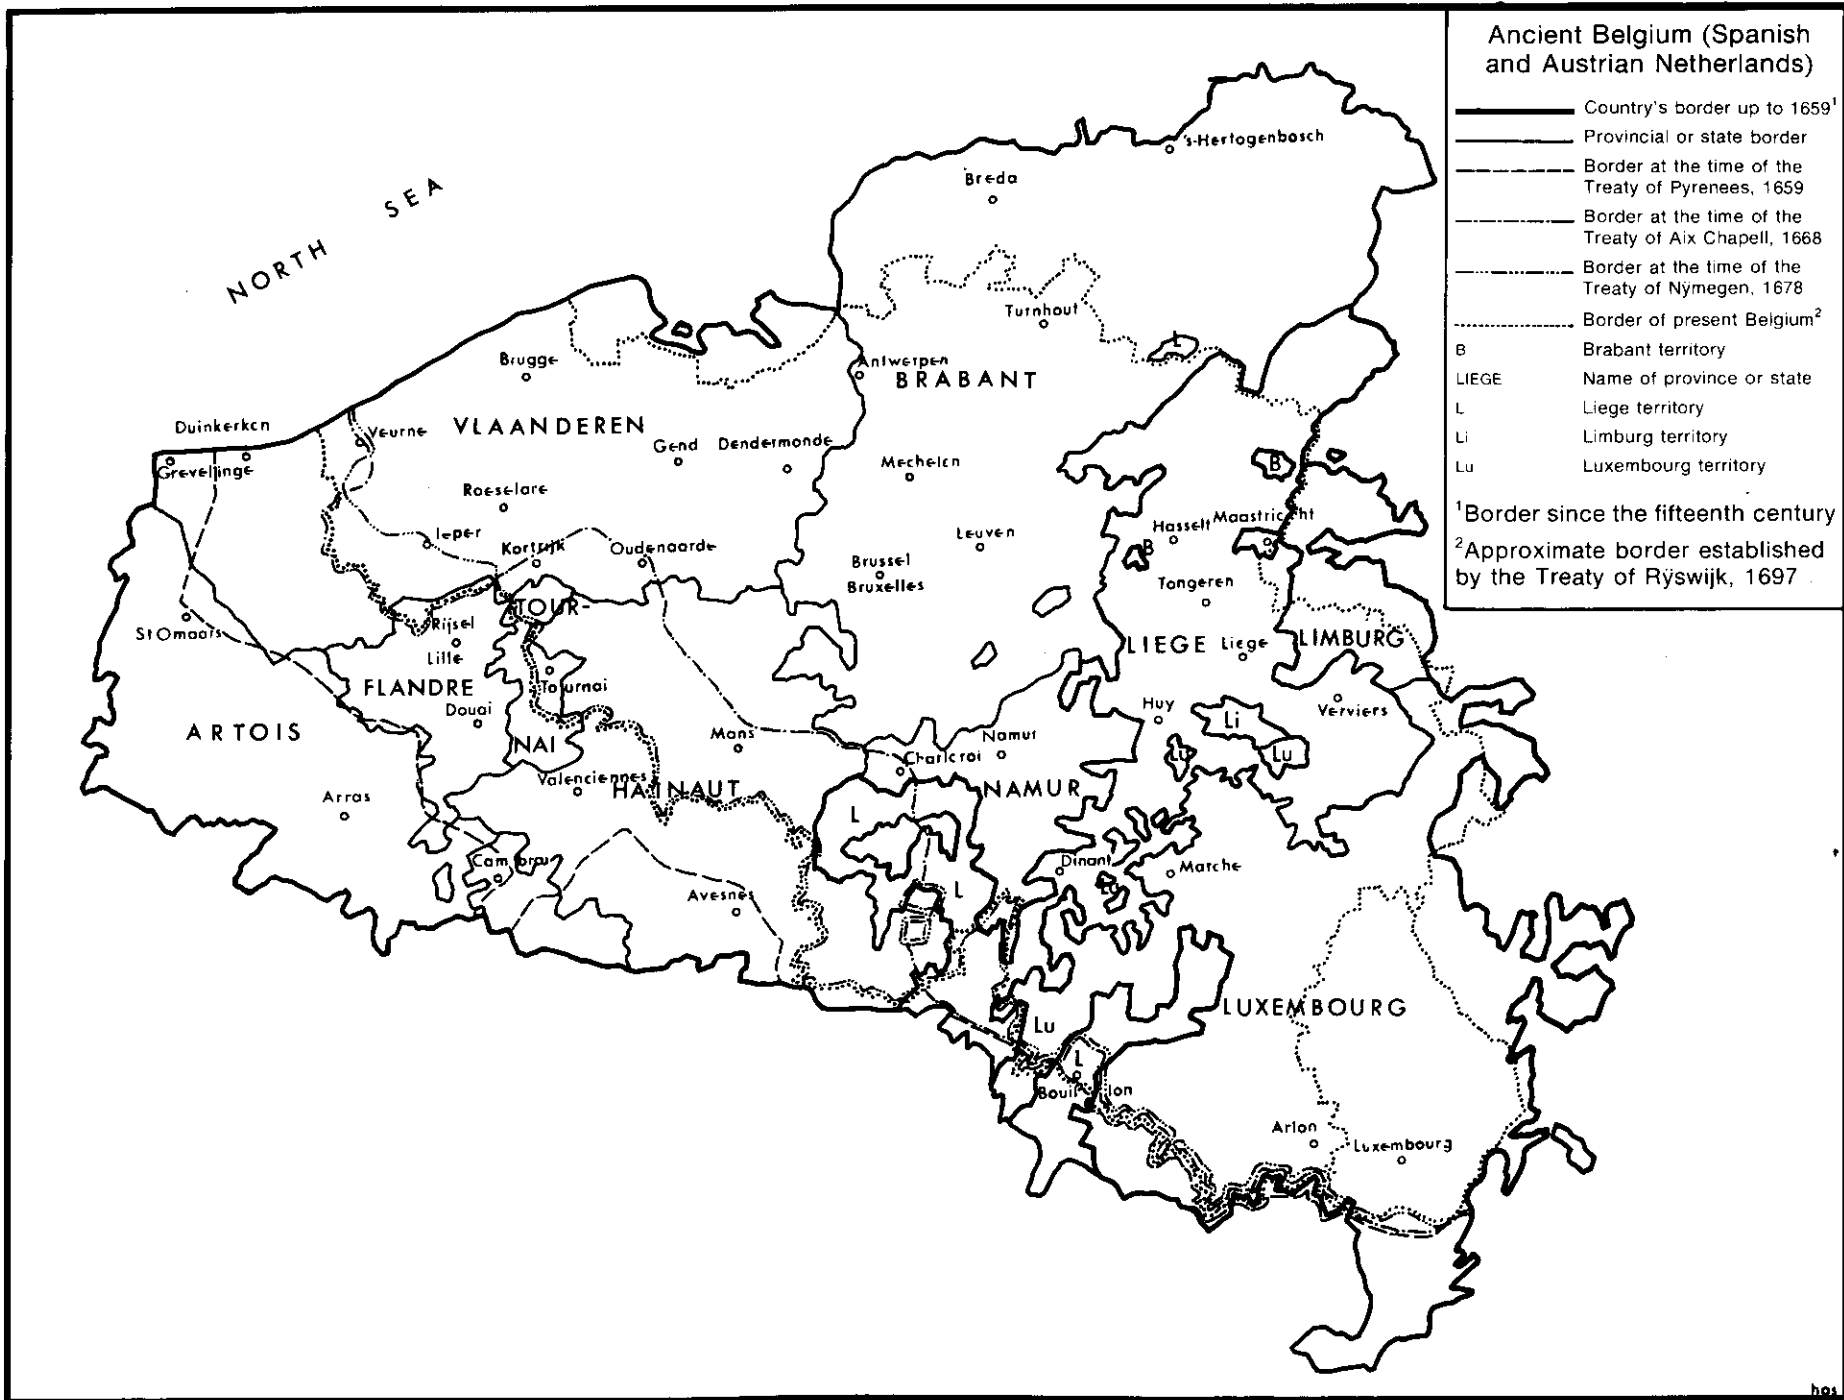 Ancient Belgium (Spanish
and Austrian Netherlands)
Country's border up to 1659¹
Provincial or state border
Border at the time of the
Treaty of Pyrenees, 1659
Border at the time of the
Treaty of Aix Chapell, 1668
Border at the time of the
Treaty of Nÿmegen, 1678
Border of present Belgium²
B Brabant territory
LIEGE Name of province or state
L Liege territory
Li Limburg territory
Lu Luxembourg territory
¹Border since the fifteenth century
²Approximate border established
by the Treaty of Rÿswijk, 1697
NORTH SEA
's-Hertogenbosch
Breda
Turnhout
L
Brugge
Antwerpen
BRABANT
Duinkerken
Veurne
VLAANDEREN
Gend
Dendermonde
Grevelinge
Mechelen
B
Roeselare
Ieper
Kortrijk
Oudenaarde
Leuven
Hasselt
Maastricht
B
Brussel
Bruxelles
Tongeren
TOUR-
St Omaars
Rijsel
Lille
LIEGE
Liege
LIMBURG
FLANDRE
Tournai
Douai
Huy
Li
Verviers
ARTOIS
NAI
Mons
Namur
Charleroi
Lu
Lu
Valenciennes
HAINAUT
NAMUR
Arras
L
Cambrai
Dinant
Marche
Lu
L
Avesnes
LUXEMBOURG
Lu
L
Bouillon
Arlon
Luxembourg
hos